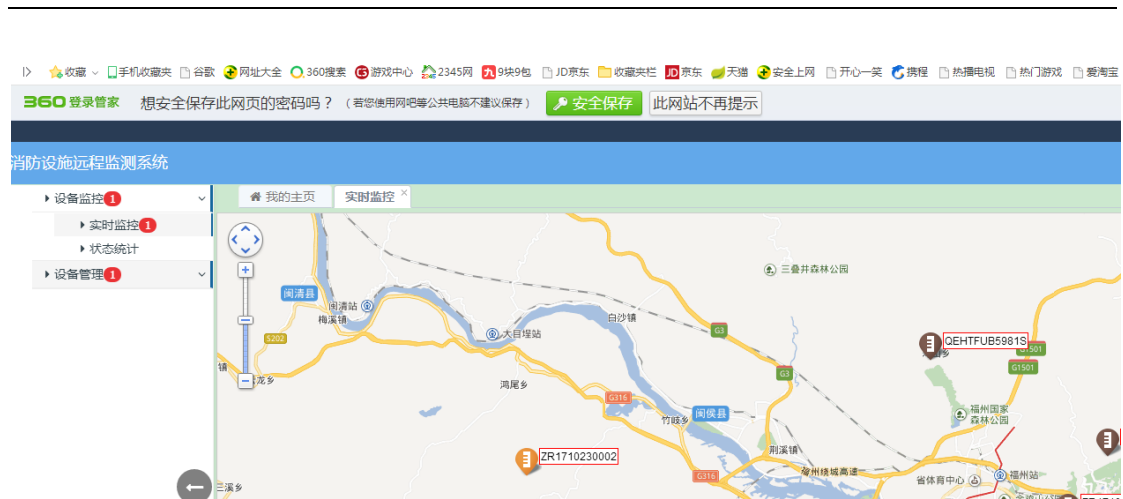 收藏 手机收藏夹 谷歌 网址大全 360搜索 游戏中心 2345网 9块9包 JD京东 收藏夹栏 京东 天猫 安全上网 开心一笑 携程 热播电视 热门游戏 爱淘宝
360 登录管家 想安全保存此网页的密码吗？（若您使用网吧等公共电脑不建议保存） 安全保存 此网站不再提示
消防设施远程监测系统
设备监控 1
我的主页 实时监控 ×
实时监控 1
状态统计
设备管理 1
三叠井森林公园
闽清县
闽清站
梅溪镇
白沙镇
大目埕站
G3
S202
QEHTFUB5981S
G1501
G1501
镇
龙乡
G3
鸿尾乡
G316
竹岐乡
闽侯县
福州国家
森林公园
荆溪镇
ZR1710230002
福州绕城高速
G316
省体育中心
福州站
三溪乡